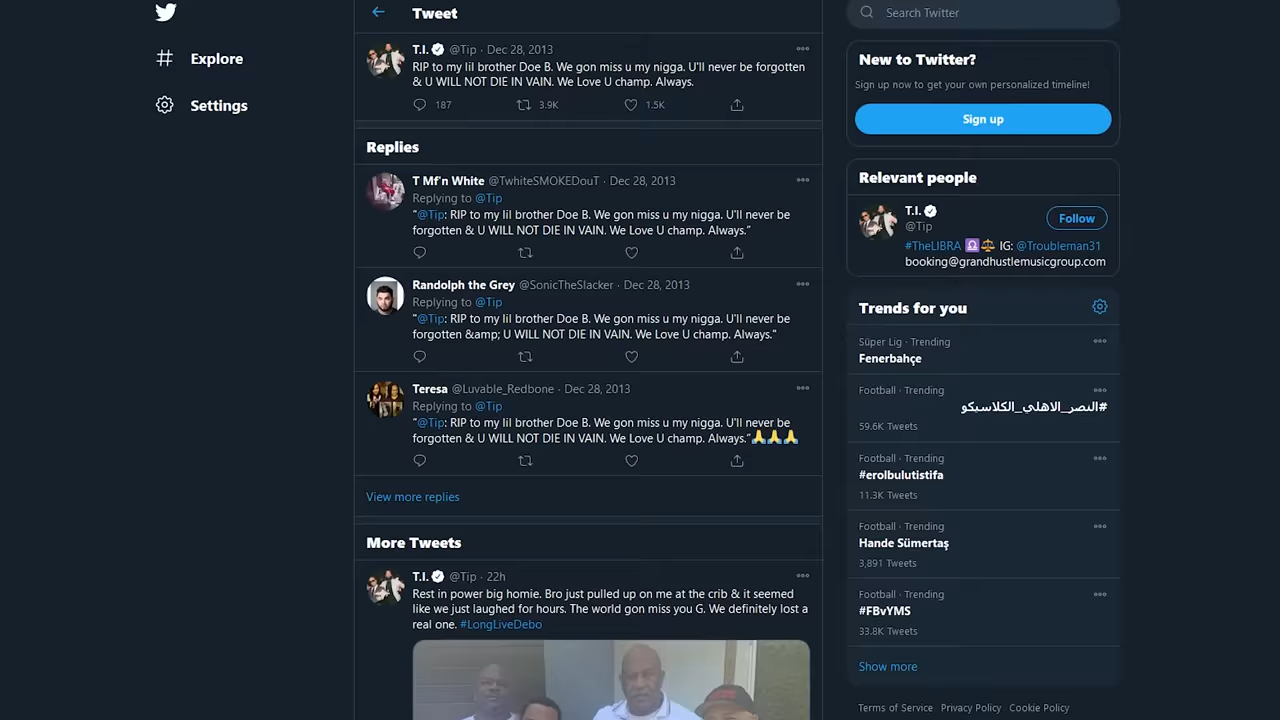 Explore
Settings
Tweet
T.I. @Tip · Dec 28, 2013
RIP to my lil brother Doe B. We gon miss u my nigga. U'll never be forgotten
& U WILL NOT DIE IN VAIN. We Love U champ. Always.
187 3.9K 1.5K
Replies
T Mf'n White @TwhiteSMOKEDouT · Dec 28, 2013
Replying to @Tip
"@Tip: RIP to my lil brother Doe B. We gon miss u my nigga. U'll never be
forgotten & U WILL NOT DIE IN VAIN. We Love U champ. Always."
Randolph the Grey @SonicTheSlacker · Dec 28, 2013
Replying to @Tip
"@Tip: RIP to my lil brother Doe B. We gon miss u my nigga. U'll never be
forgotten &amp; U WILL NOT DIE IN VAIN. We Love U champ. Always."
Teresa @Luvable_Redbone · Dec 28, 2013
Replying to @Tip
"@Tip: RIP to my lil brother Doe B. We gon miss u my nigga. U'll never be
forgotten & U WILL NOT DIE IN VAIN. We Love U champ. Always."🙏🙏🙏
View more replies
More Tweets
T.I. @Tip · 22h
Rest in power big homie. Bro just pulled up on me at the crib & it seemed
like we just laughed for hours. The world gon miss you G. We definitely lost a
real one. #LongLiveDebo
Search Twitter
New to Twitter?
Sign up now to get your own personalized timeline!
Sign up
Relevant people
T.I.
@Tip
Follow
#TheLIBRA ♎⚖️ IG: @Troubleman31
booking@grandhustlemusicgroup.com
Trends for you
Süper Lig · Trending
Fenerbahçe
Football · Trending
#النصر_الاهلي_الكلاسيكو
59.6K Tweets
Football · Trending
#erolbulutistifa
11.3K Tweets
Football · Trending
Hande Sümertaş
3,891 Tweets
Football · Trending
#FBvYMS
33.8K Tweets
Show more
Terms of Service Privacy Policy Cookie Policy